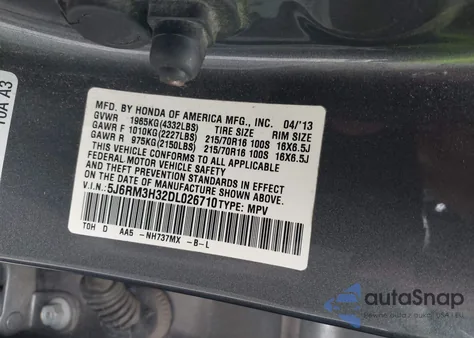 MFD. BY HONDA OF AMERICA MFG., INC. 04/'13
GVWR 1965KG(4332LBS) TIRE SIZE RIM SIZE
GAWR F 1010KG(2227LBS) 215/70R16 100S 16X6.5J
GAWR R 975KG(2150LBS) 215/70R16 100S 16X6.5J
THIS VEHICLE CONFORMS TO ALL APPLICABLE
FEDERAL MOTOR VEHICLE SAFETY AND
THEFT PREVENTION STANDARDS IN EFFECT
ON THE DATE OF MANUFACTURE SHOWN ABOVE.
V.I.N.: 5J6RM3H32DL026710 TYPE: MPV
T0H D AA5 -NH737MX -B-L
T0A A3
autoSnap